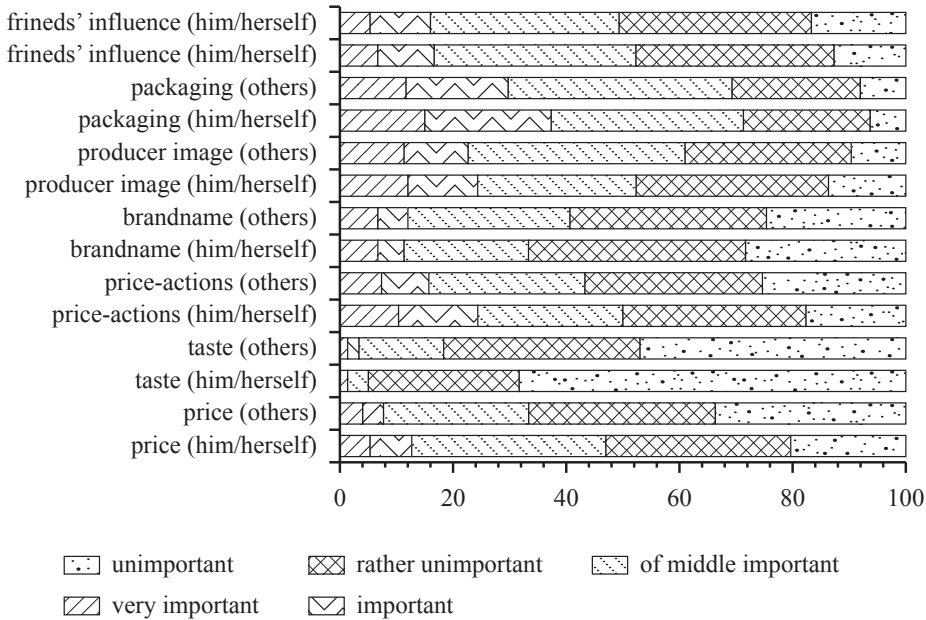 frineds’ influence (him/herself)
frineds’ influence (him/herself)
packaging (others)
packaging (him/herself)
producer image (others)
producer image (him/herself)
brandname (others)
brandname (him/herself)
price-actions (others)
price-actions (him/herself)
taste (others)
taste (him/herself)
price (others)
price (him/herself)
0 20 40 60 80 100
unimportant rather unimportant of middle important
very important important